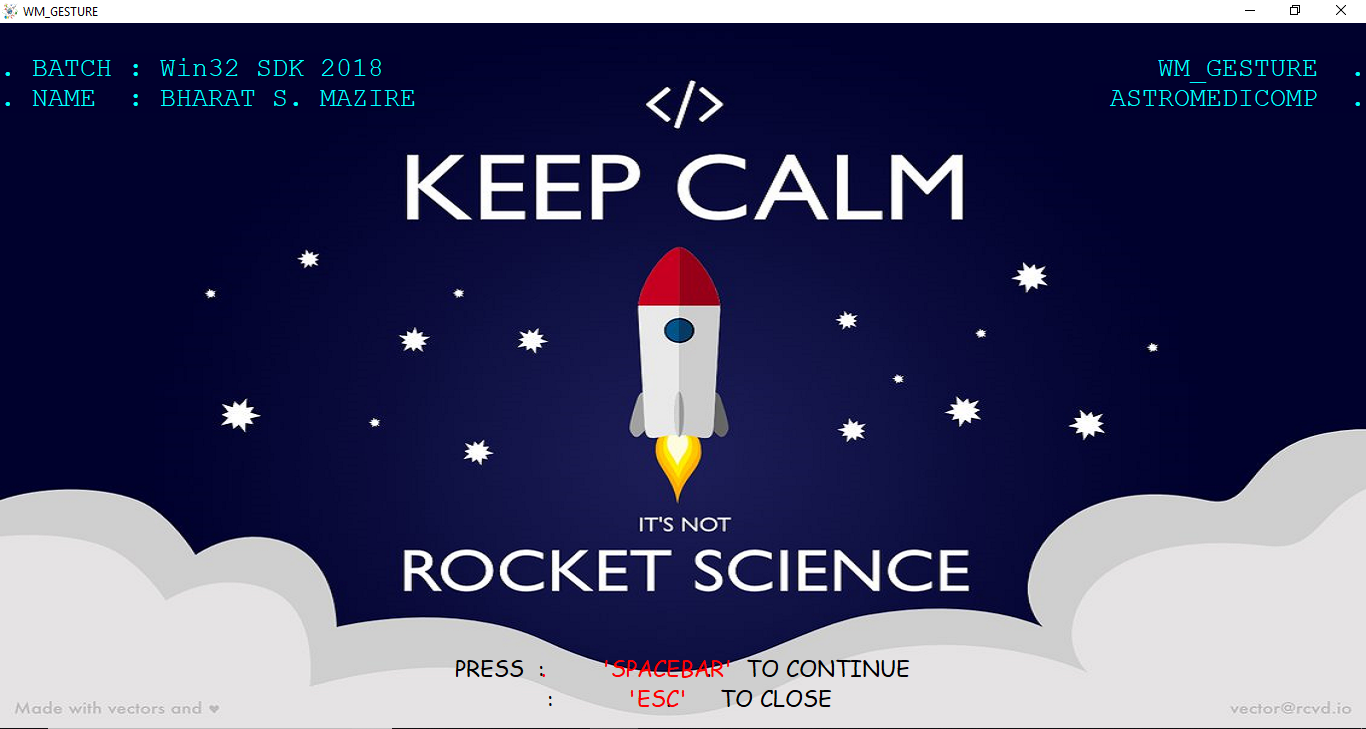 WM_GESTURE
. BATCH : Win32 SDK 2018
WM_GESTURE .
. NAME : BHARAT S. MAZIRE
ASTROMEDICOMP .
</>
KEEP CALM
IT'S NOT
ROCKET SCIENCE
PRESS : 'SPACEBAR' TO CONTINUE
: 'ESC' TO CLOSE
Made with vectors and ♥
vector@rcvd.io